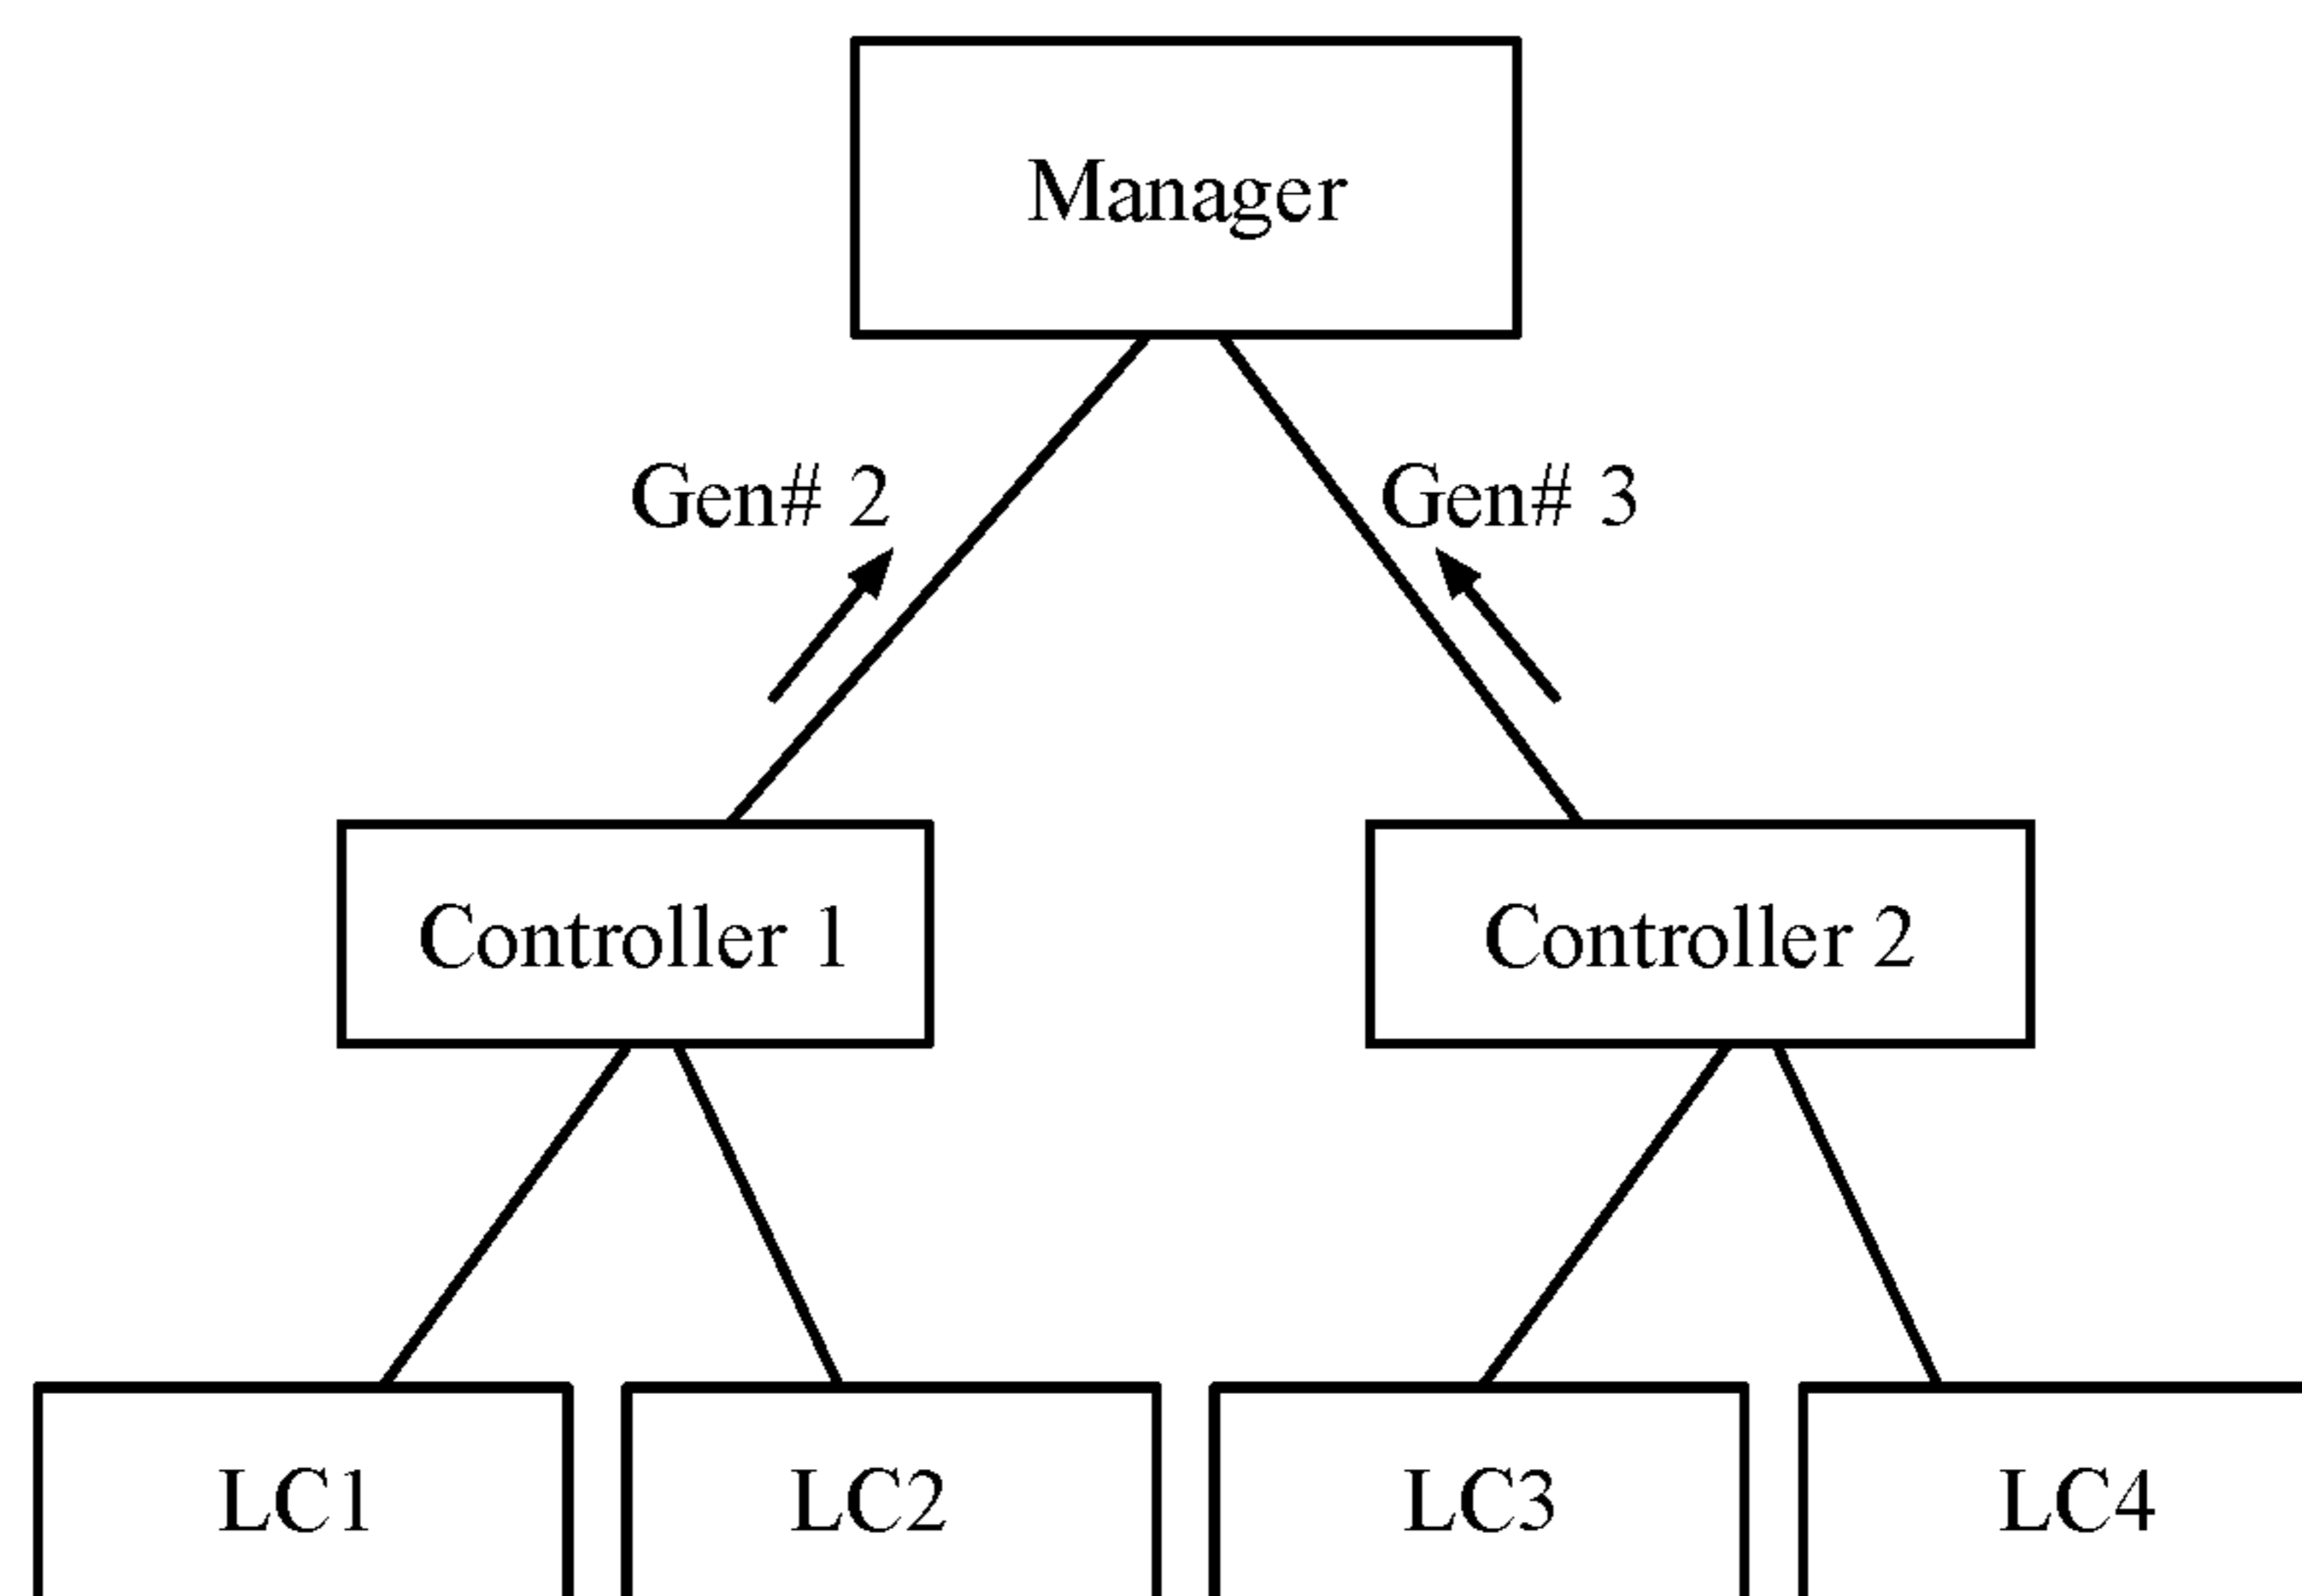 Manager
Gen# 2
Gen# 3
Controller 1
Controller 2
LC1
LC2
LC3
LC4